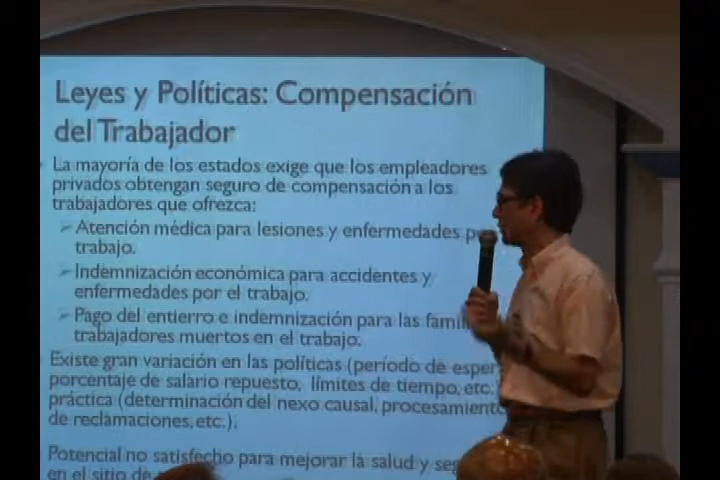 Leyes y Políticas: Compensación
del Trabajador
La mayoría de los estados exige que los empleadores
privados obtengan seguro de compensación a los
trabajadores que ofrezca:
➢Atención médica para lesiones y enfermedades
trabajo.
➢Indemnización económica para accidentes y
enfermedades por el trabajo.
➢Pago del entierro e indemnización para las
trabajadores muertos en el trabajo.
Existe gran variación en las políticas (período de
porcentaje de salario repuesto, límites de tiempo, etc.
práctica (determinación del nexo causal,
de reclamaciones, etc.).
Potencial no satisfecho para mejorar la salud y
en el sitio de